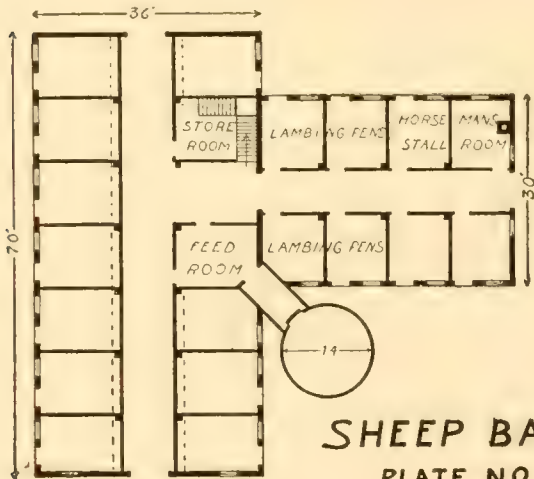 36'
STORE ROOM
LAMBING PENS
HORSE STALL
MANS ROOM
70'
30'
FEED ROOM
LAMBING PENS
14
SHEEP BA
PLATE NO